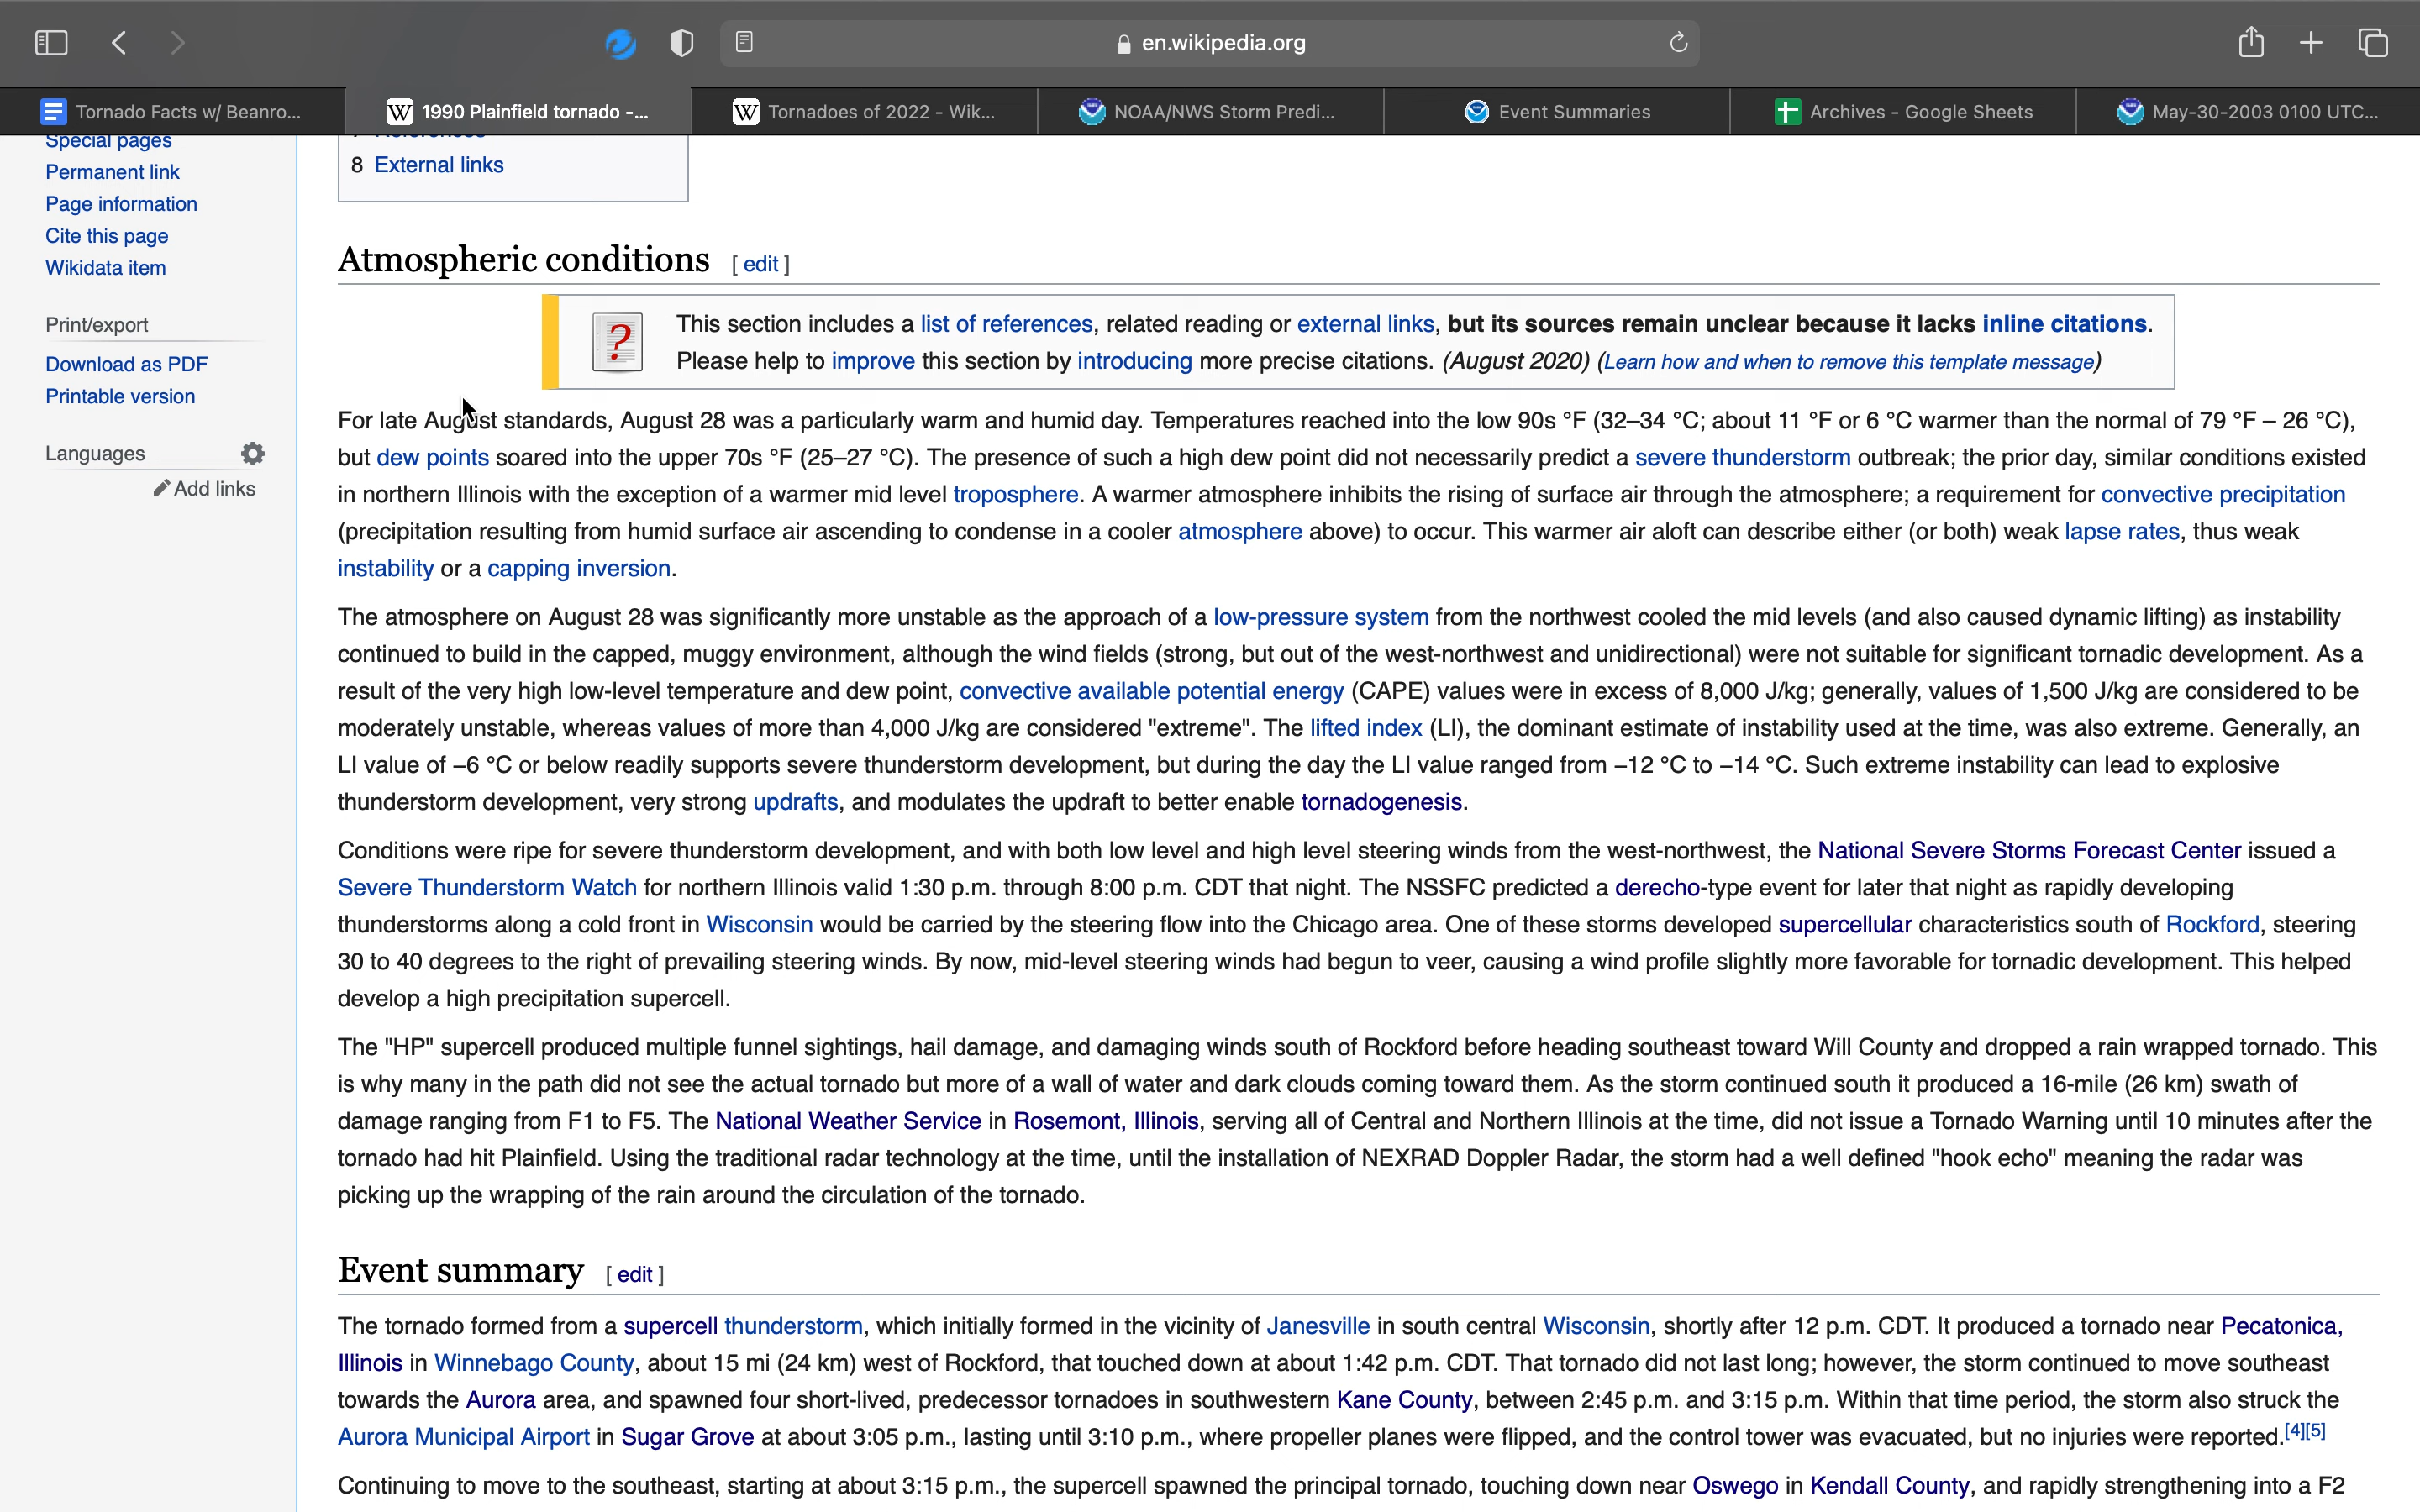 en.wikipedia.org
Tornado Facts w/ Beanro...
1990 Plainfield tornado -...
Tornadoes of 2022 - Wik...
NOAA/NWS Storm Predi...
Event Summaries
Archives - Google Sheets
May-30-2003 0100 UTC...
Special pages
Permanent link
Page information
Cite this page
Wikidata item
Print/export
Download as PDF
Printable version
Languages
Add links
7 References
8 External links
Atmospheric conditions [ edit ]
This section includes a list of references, related reading or external links, but its sources remain unclear because it lacks inline citations.
Please help to improve this section by introducing more precise citations. (August 2020) (Learn how and when to remove this template message)
For late August standards, August 28 was a particularly warm and humid day. Temperatures reached into the low 90s °F (32–34 °C; about 11 °F or 6 °C warmer than the normal of 79 °F – 26 °C),
but dew points soared into the upper 70s °F (25–27 °C). The presence of such a high dew point did not necessarily predict a severe thunderstorm outbreak; the prior day, similar conditions existed
in northern Illinois with the exception of a warmer mid level troposphere. A warmer atmosphere inhibits the rising of surface air through the atmosphere; a requirement for convective precipitation
(precipitation resulting from humid surface air ascending to condense in a cooler atmosphere above) to occur. This warmer air aloft can describe either (or both) weak lapse rates, thus weak
instability or a capping inversion.
The atmosphere on August 28 was significantly more unstable as the approach of a low-pressure system from the northwest cooled the mid levels (and also caused dynamic lifting) as instability
continued to build in the capped, muggy environment, although the wind fields (strong, but out of the west-northwest and unidirectional) were not suitable for significant tornadic development. As a
result of the very high low-level temperature and dew point, convective available potential energy (CAPE) values were in excess of 8,000 J/kg; generally, values of 1,500 J/kg are considered to be
moderately unstable, whereas values of more than 4,000 J/kg are considered "extreme". The lifted index (LI), the dominant estimate of instability used at the time, was also extreme. Generally, an
LI value of –6 °C or below readily supports severe thunderstorm development, but during the day the LI value ranged from –12 °C to –14 °C. Such extreme instability can lead to explosive
thunderstorm development, very strong updrafts, and modulates the updraft to better enable tornadogenesis.
Conditions were ripe for severe thunderstorm development, and with both low level and high level steering winds from the west-northwest, the National Severe Storms Forecast Center issued a
Severe Thunderstorm Watch for northern Illinois valid 1:30 p.m. through 8:00 p.m. CDT that night. The NSSFC predicted a derecho-type event for later that night as rapidly developing
thunderstorms along a cold front in Wisconsin would be carried by the steering flow into the Chicago area. One of these storms developed supercellular characteristics south of Rockford, steering
30 to 40 degrees to the right of prevailing steering winds. By now, mid-level steering winds had begun to veer, causing a wind profile slightly more favorable for tornadic development. This helped
develop a high precipitation supercell.
The "HP" supercell produced multiple funnel sightings, hail damage, and damaging winds south of Rockford before heading southeast toward Will County and dropped a rain wrapped tornado. This
is why many in the path did not see the actual tornado but more of a wall of water and dark clouds coming toward them. As the storm continued south it produced a 16-mile (26 km) swath of
damage ranging from F1 to F5. The National Weather Service in Rosemont, Illinois, serving all of Central and Northern Illinois at the time, did not issue a Tornado Warning until 10 minutes after the
tornado had hit Plainfield. Using the traditional radar technology at the time, until the installation of NEXRAD Doppler Radar, the storm had a well defined "hook echo" meaning the radar was
picking up the wrapping of the rain around the circulation of the tornado.
Event summary [ edit ]
The tornado formed from a supercell thunderstorm, which initially formed in the vicinity of Janesville in south central Wisconsin, shortly after 12 p.m. CDT. It produced a tornado near Pecatonica,
Illinois in Winnebago County, about 15 mi (24 km) west of Rockford, that touched down at about 1:42 p.m. CDT. That tornado did not last long; however, the storm continued to move southeast
towards the Aurora area, and spawned four short-lived, predecessor tornadoes in southwestern Kane County, between 2:45 p.m. and 3:15 p.m. Within that time period, the storm also struck the
Aurora Municipal Airport in Sugar Grove at about 3:05 p.m., lasting until 3:10 p.m., where propeller planes were flipped, and the control tower was evacuated, but no injuries were reported.[4][5]
Continuing to move to the southeast, starting at about 3:15 p.m., the supercell spawned the principal tornado, touching down near Oswego in Kendall County, and rapidly strengthening into a F2